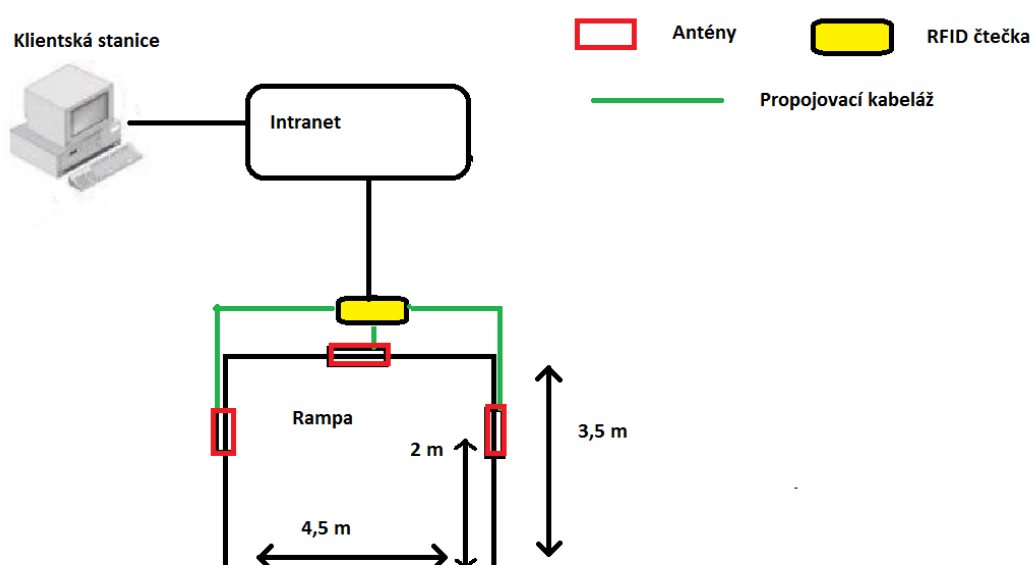 Klientská stanice
Antény
RFID čtečka
Propojovací kabeláž
Intranet
Rampa
2 m
3,5 m
4,5 m